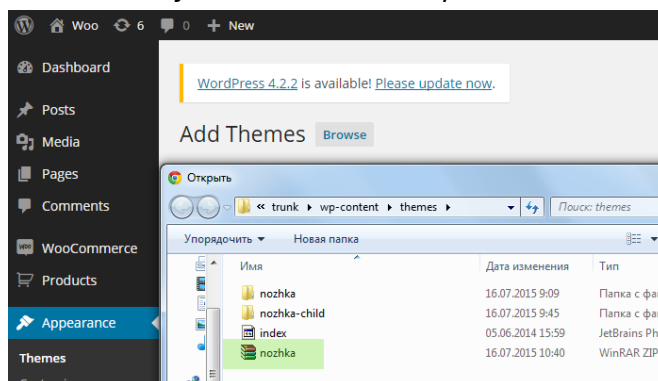 Woo 6 0 + New
Dashboard
Posts
Media
Pages
Comments
WooCommerce
Products
Appearance
Themes
WordPress 4.2.2 is available! Please update now.
Add Themes Browse
Открыть
« trunk wp-content themes Поиск: themes
Упорядочить Новая папка
Имя Дата изменения Тип
nozhka 16.07.2015 9:09 Папка с фа
nozhka-child 16.07.2015 9:45 Папка с фа
index 05.06.2014 15:59 JetBrains Ph
nozhka 16.07.2015 10:40 WinRAR ZIP